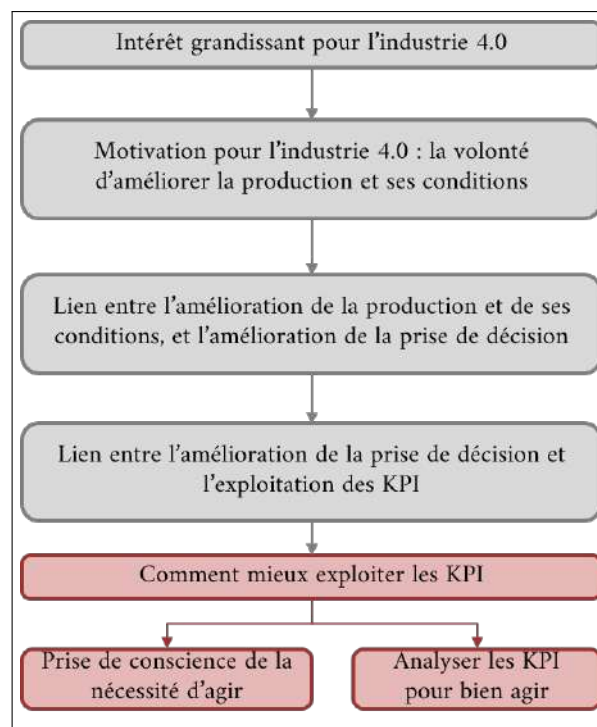 Intérêt grandissant pour l'industrie 4.0
Motivation pour l'industrie 4.0 : la volonté
d'améliorer la production et ses conditions
Lien entre l'amélioration de la production et de ses
conditions, et l'amélioration de la prise de décision
Lien entre l'amélioration de la prise de décision et
l'exploitation des KPI
Comment mieux exploiter les KPI
Prise de conscience de la
nécessité d'agir
Analyser les KPI
pour bien agir